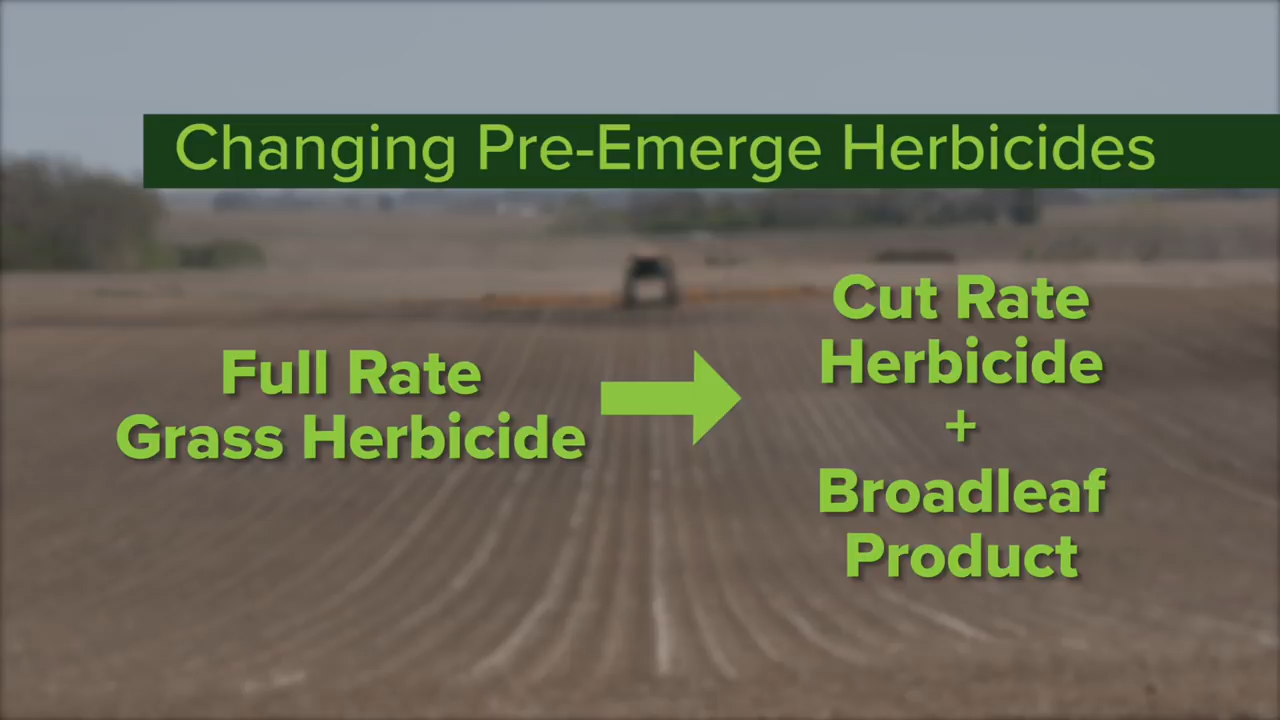 Changing Pre-Emerge Herbicides
Full Rate
Grass Herbicide
Cut Rate
Herbicide
+
Broadleaf
Product